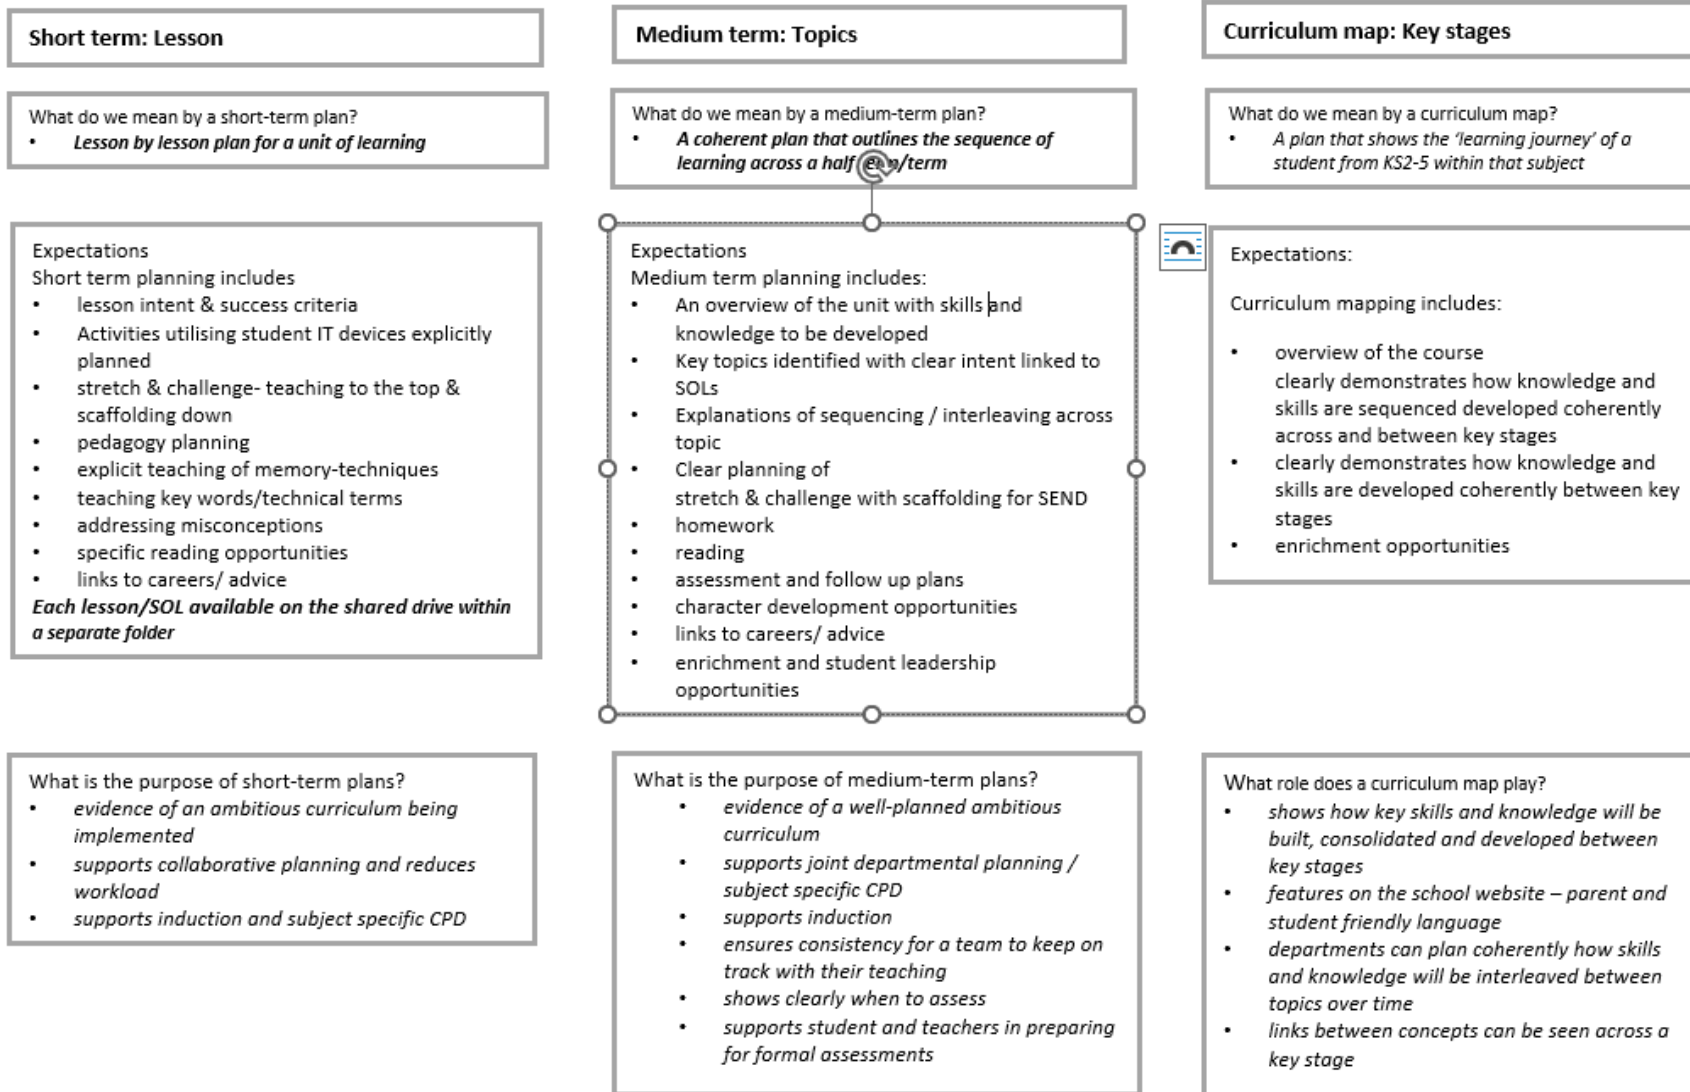 Short term: Lesson
What do we mean by a short-term plan?
• Lesson by lesson plan for a unit of learning
Expectations
Short term planning includes
• lesson intent & success criteria
• Activities utilising student IT devices explicitly
planned
• stretch & challenge- teaching to the top &
scaffolding down
• pedagogy planning
• explicit teaching of memory-techniques
• teaching key words/technical terms
• addressing misconceptions
• specific reading opportunities
• links to careers/ advice
Each lesson/SOL available on the shared drive within
a separate folder
What is the purpose of short-term plans?
• evidence of an ambitious curriculum being
implemented
• supports collaborative planning and reduces
workload
• supports induction and subject specific CPD
Medium term: Topics
What do we mean by a medium-term plan?
• A coherent plan that outlines the sequence of
learning across a half /term
Expectations
Medium term planning includes:
• An overview of the unit with skills and
knowledge to be developed
• Key topics identified with clear intent linked to
SOLs
• Explanations of sequencing / interleaving across
topic
• Clear planning of
stretch & challenge with scaffolding for SEND
• homework
• reading
• assessment and follow up plans
• character development opportunities
• links to careers/ advice
• enrichment and student leadership
opportunities
What is the purpose of medium-term plans?
• evidence of a well-planned ambitious
curriculum
• supports joint departmental planning /
subject specific CPD
• supports induction
• ensures consistency for a team to keep on
track with their teaching
• shows clearly when to assess
• supports student and teachers in preparing
for formal assessments
Curriculum map: Key stages
What do we mean by a curriculum map?
• A plan that shows the ‘learning journey’ of a
student from KS2-5 within that subject
Expectations:
Curriculum mapping includes:
• overview of the course
clearly demonstrates how knowledge and
skills are sequenced developed coherently
across and between key stages
• clearly demonstrates how knowledge and
skills are developed coherently between key
stages
• enrichment opportunities
What role does a curriculum map play?
• shows how key skills and knowledge will be
built, consolidated and developed between
key stages
• features on the school website – parent and
student friendly language
• departments can plan coherently how skills
and knowledge will be interleaved between
topics over time
• links between concepts can be seen across a
key stage